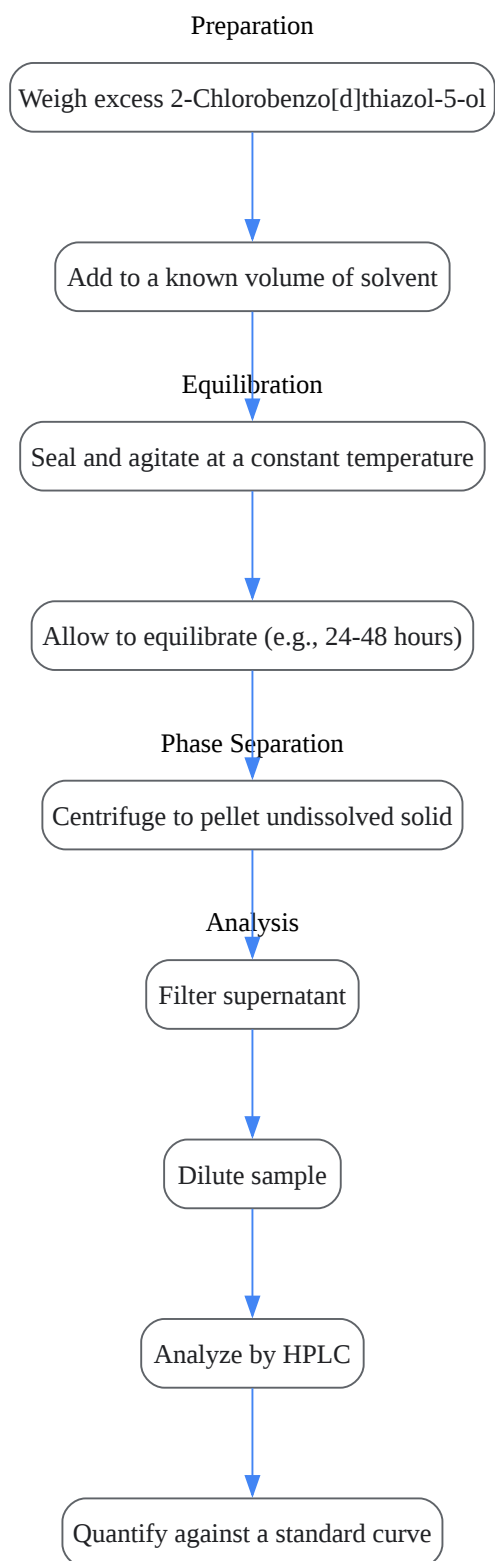 Preparation
Weigh excess 2-Chlorobenzo[d]thiazol-5-ol
Add to a known volume of solvent
Equilibration
Seal and agitate at a constant temperature
Allow to equilibrate (e.g., 24-48 hours)
Phase Separation
Centrifuge to pellet undissolved solid
Analysis
Filter supernatant
Dilute sample
Analyze by HPLC
Quantify against a standard curve